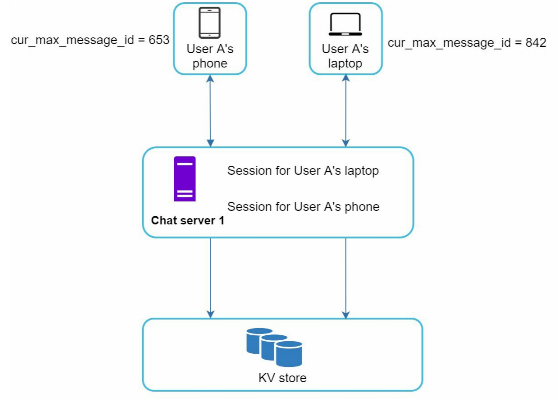 cur_max_message_id = 653
User A's
phone
User A's
laptop
cur_max_message_id = 842
Session for User A's laptop
Session for User A's phone
Chat server 1
KV store